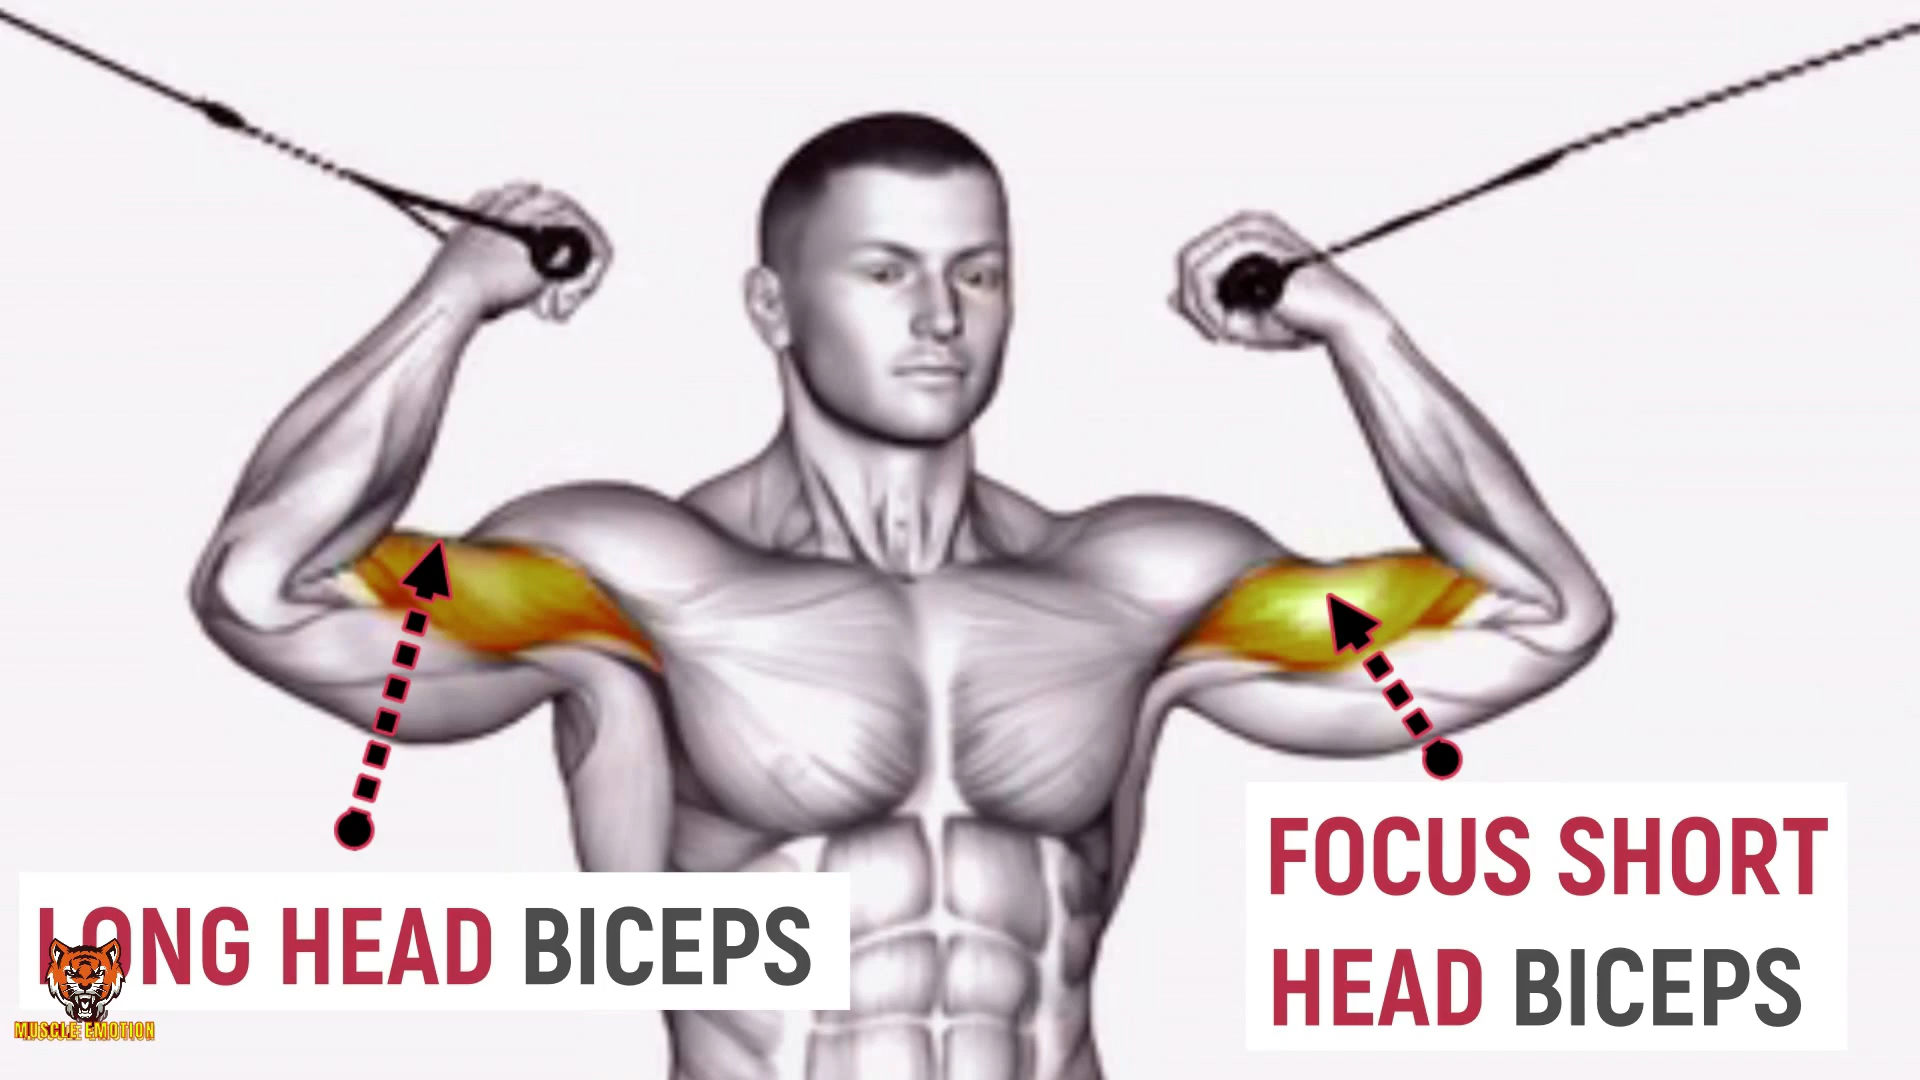 LONG HEAD BICEPS
MUSCLE EMOTION
FOCUS SHORT
HEAD BICEPS